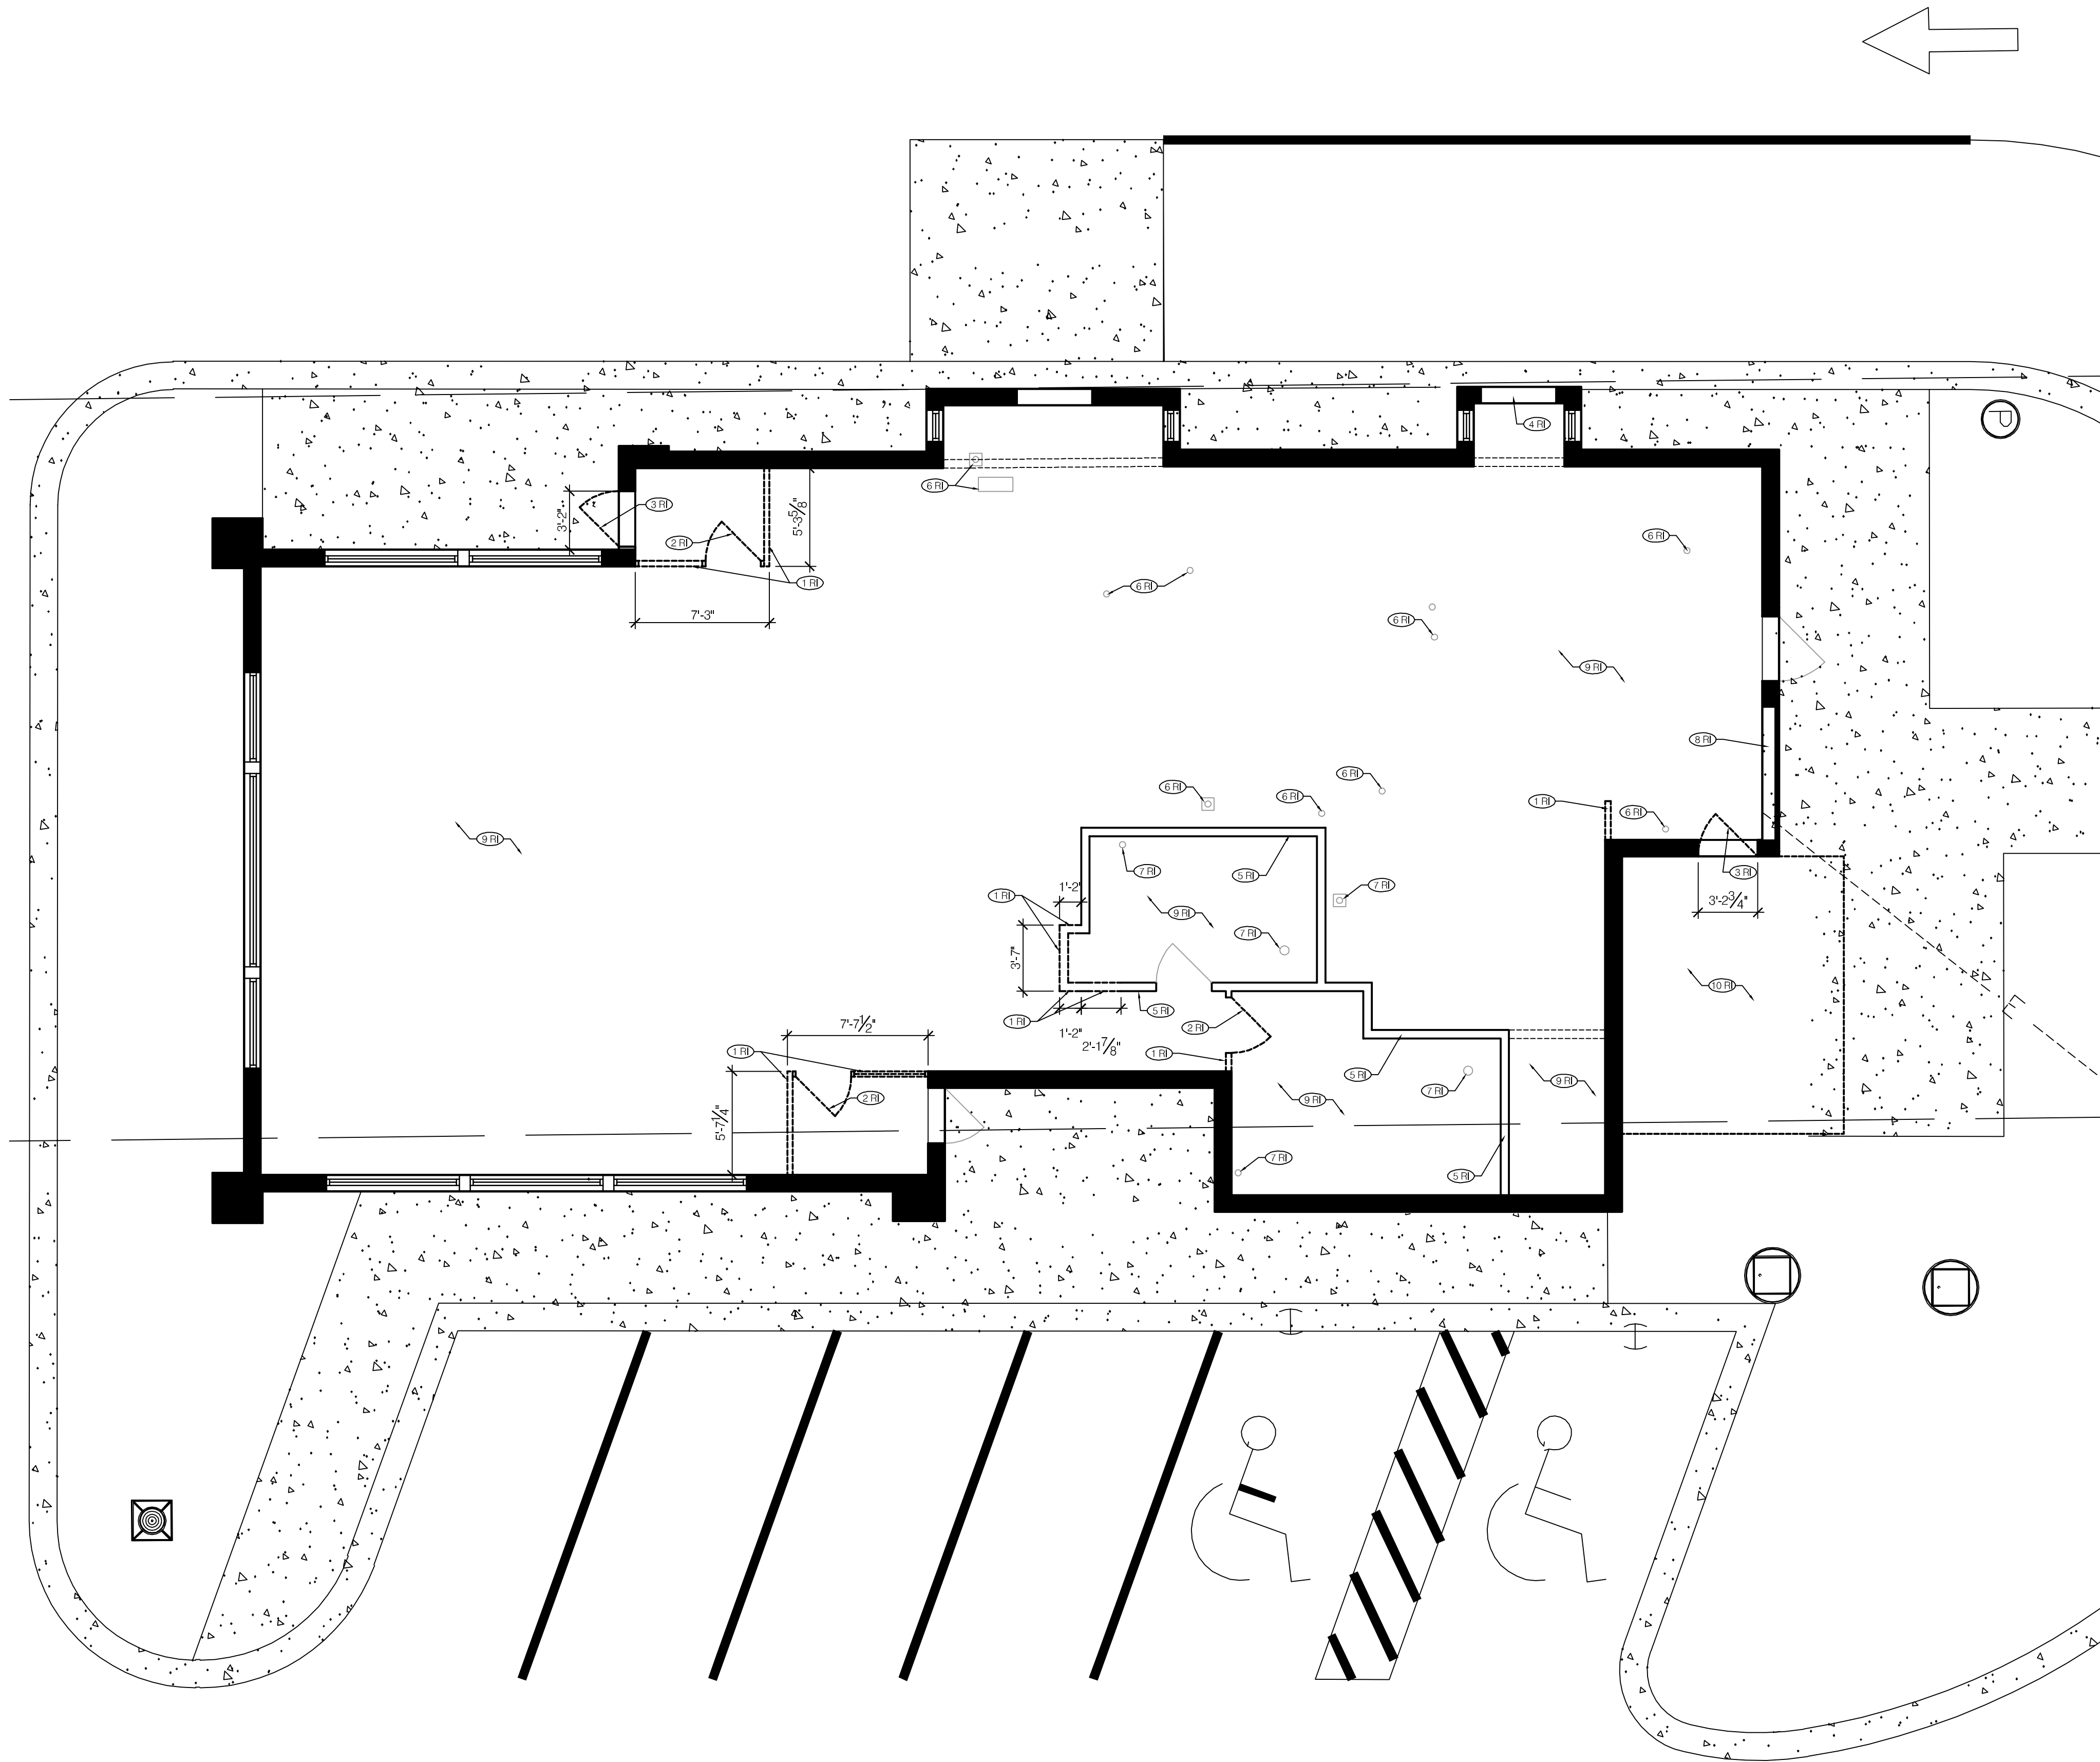 4 RI
P
6 RI
3'-2"
3 RI
5'-3 5/8"
2 RI
6 RI
1 RI
6 RI
7'-3"
6 RI
9 RI
8 RI
6 RI
6 RI
6 RI
1 RI
6 RI
9 RI
7 RI
5 RI
7 RI
3 RI
1'-2"
1 RI
3'-2 3/4"
9 RI
7 RI
3'-7"
10 RI
5 RI
1 RI
7'-7 1/2"
2 RI
1'-2"
2'-1 7/8"
1 RI
1 RI
5 RI
7 RI
9 RI
2 RI
9 RI
5'-7 1/4"
7 RI
5 RI
E